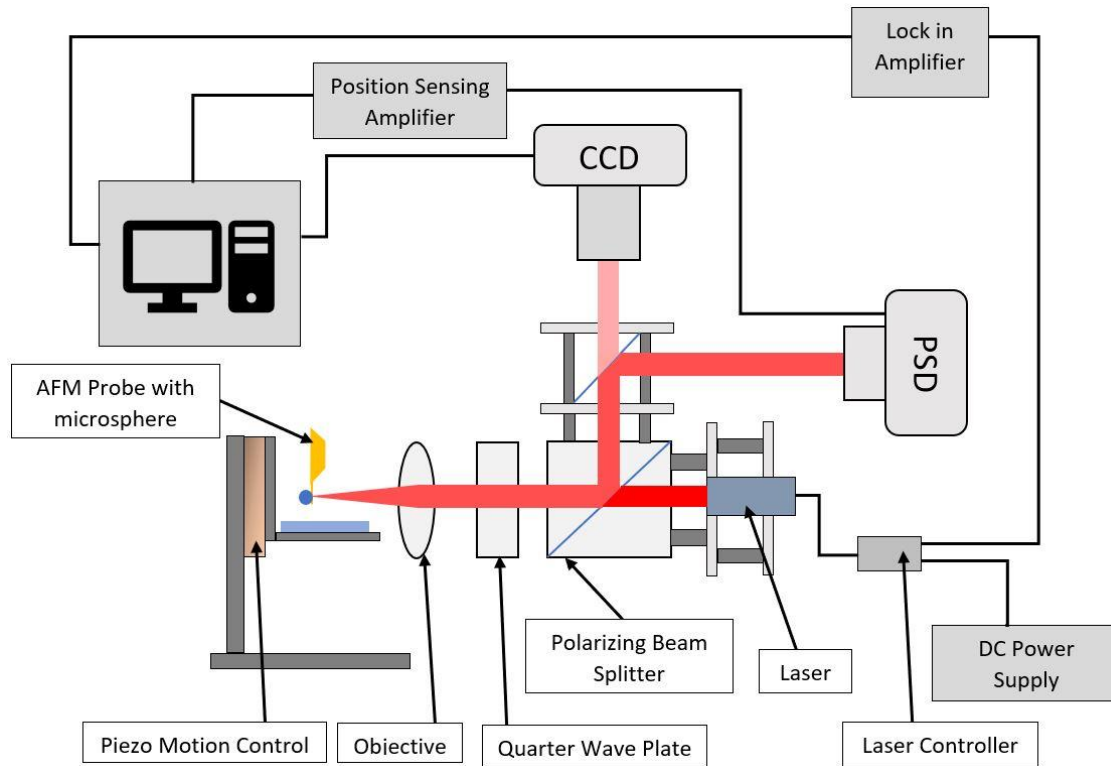 Lock in
Amplifier
Position Sensing
Amplifier
CCD
PSD
AFM Probe with
microsphere
Polarizing Beam
Splitter
Laser
DC Power
Supply
Piezo Motion Control
Objective
Quarter Wave Plate
Laser Controller